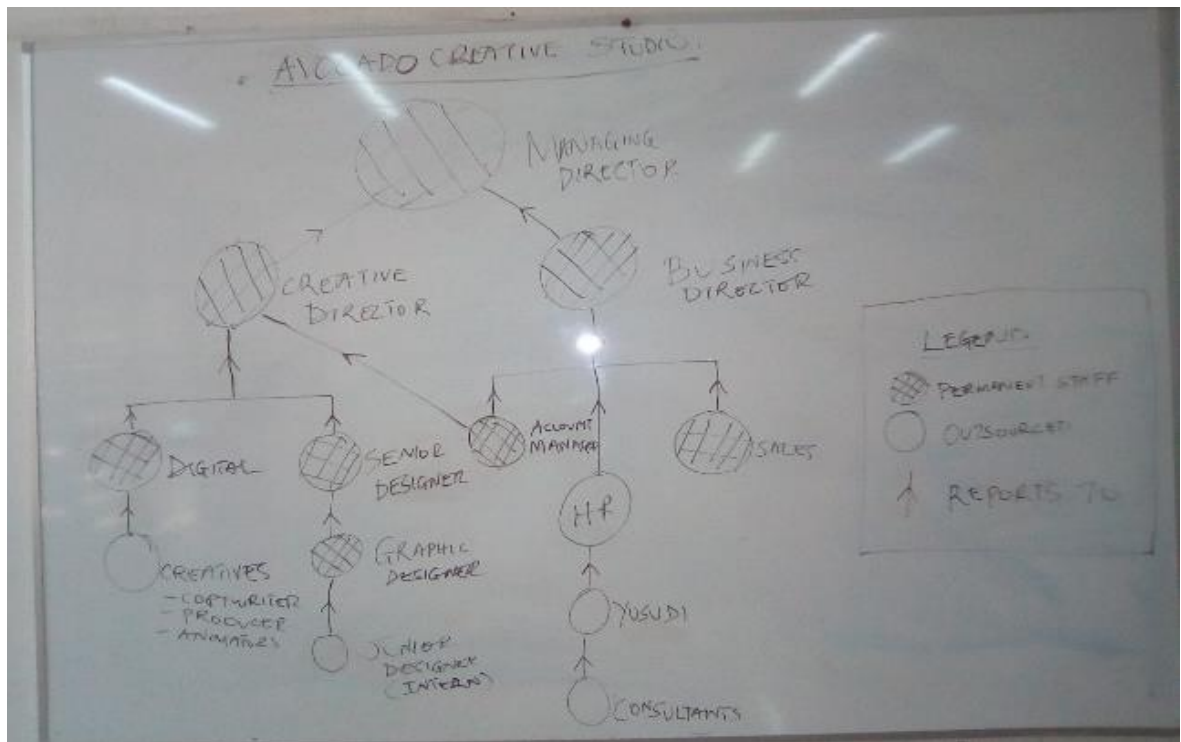 AVOCADO CREATIVE STUDIO.
MANAGING
DIRECTOR
CREATIVE
DIRECTOR
BUSINESS
DIRECTOR
LEGEND
PERMANENT STAFF
OUTSOURCED
REPORTS TO
DIGITAL
SENIOR
DESIGNER
ACCOUNT
MANAGER
SALES
HR
CREATIVES
- COPYWRITER
- PRODUCER
- ANIMATORS
GRAPHIC
DESIGNER
JUNIOR
DESIGNER
(INTERN)
YUSUDI
CONSULTANTS